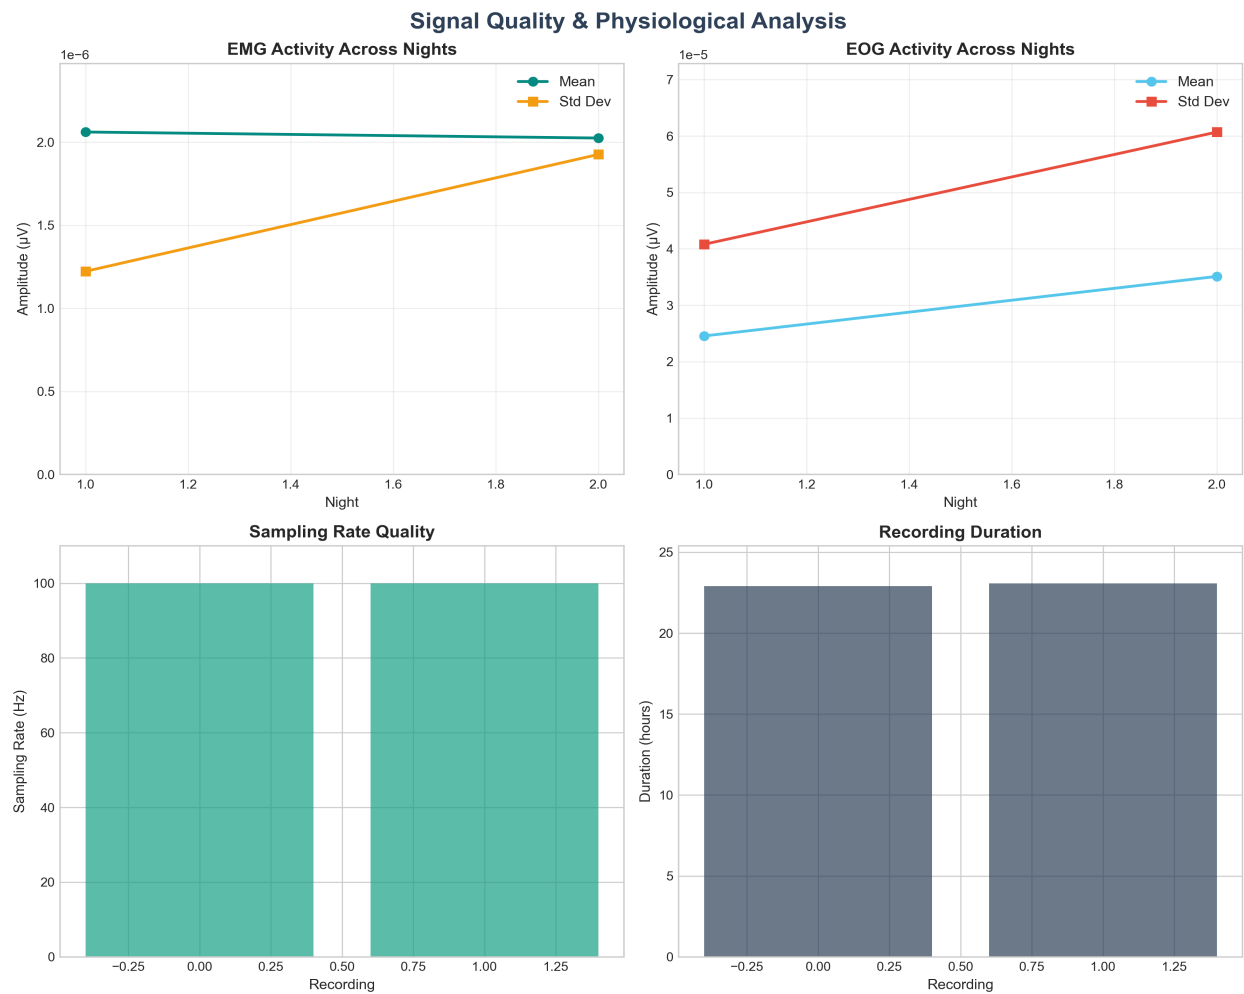 Signal Quality & Physiological Analysis
EMG Activity Across Nights
1e−6
Mean
Std Dev
2.0
1.5
1.0
0.5
0.0
Amplitude (µV)
1.0 1.2 1.4 1.6 1.8 2.0
Night
EOG Activity Across Nights
1e−5
Mean
Std Dev
7
6
5
4
3
2
1
0
Amplitude (µV)
1.0 1.2 1.4 1.6 1.8 2.0
Night
Sampling Rate Quality
100
80
60
40
20
0
Sampling Rate (Hz)
−0.25 0.00 0.25 0.50 0.75 1.00 1.25
Recording
Recording Duration
25
20
15
10
5
0
Duration (hours)
−0.25 0.00 0.25 0.50 0.75 1.00 1.25
Recording